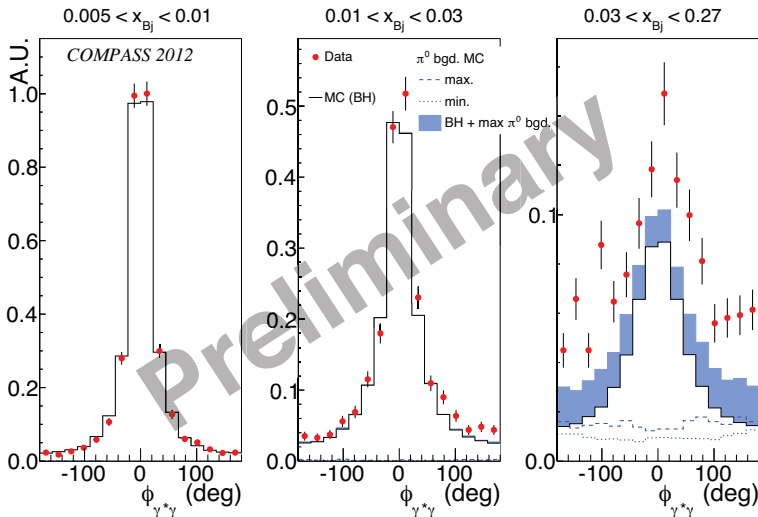 0.005 < x_Bj < 0.01
0.01 < x_Bj < 0.03
0.03 < x_Bj < 0.27
A.U.
COMPASS 2012
Data
MC (BH)
π⁰ bgd. MC
max.
min.
BH + max π⁰ bgd.
Preliminary
1.0
0.8
0.6
0.4
0.2
0.0
0.5
0.4
0.3
0.2
0.1
0.0
0.1
0.0
-100 0 100
-100 0 100
-100 0 100
ϕ_γ*γ (deg)
ϕ_γ*γ (deg)
ϕ_γ*γ (deg)